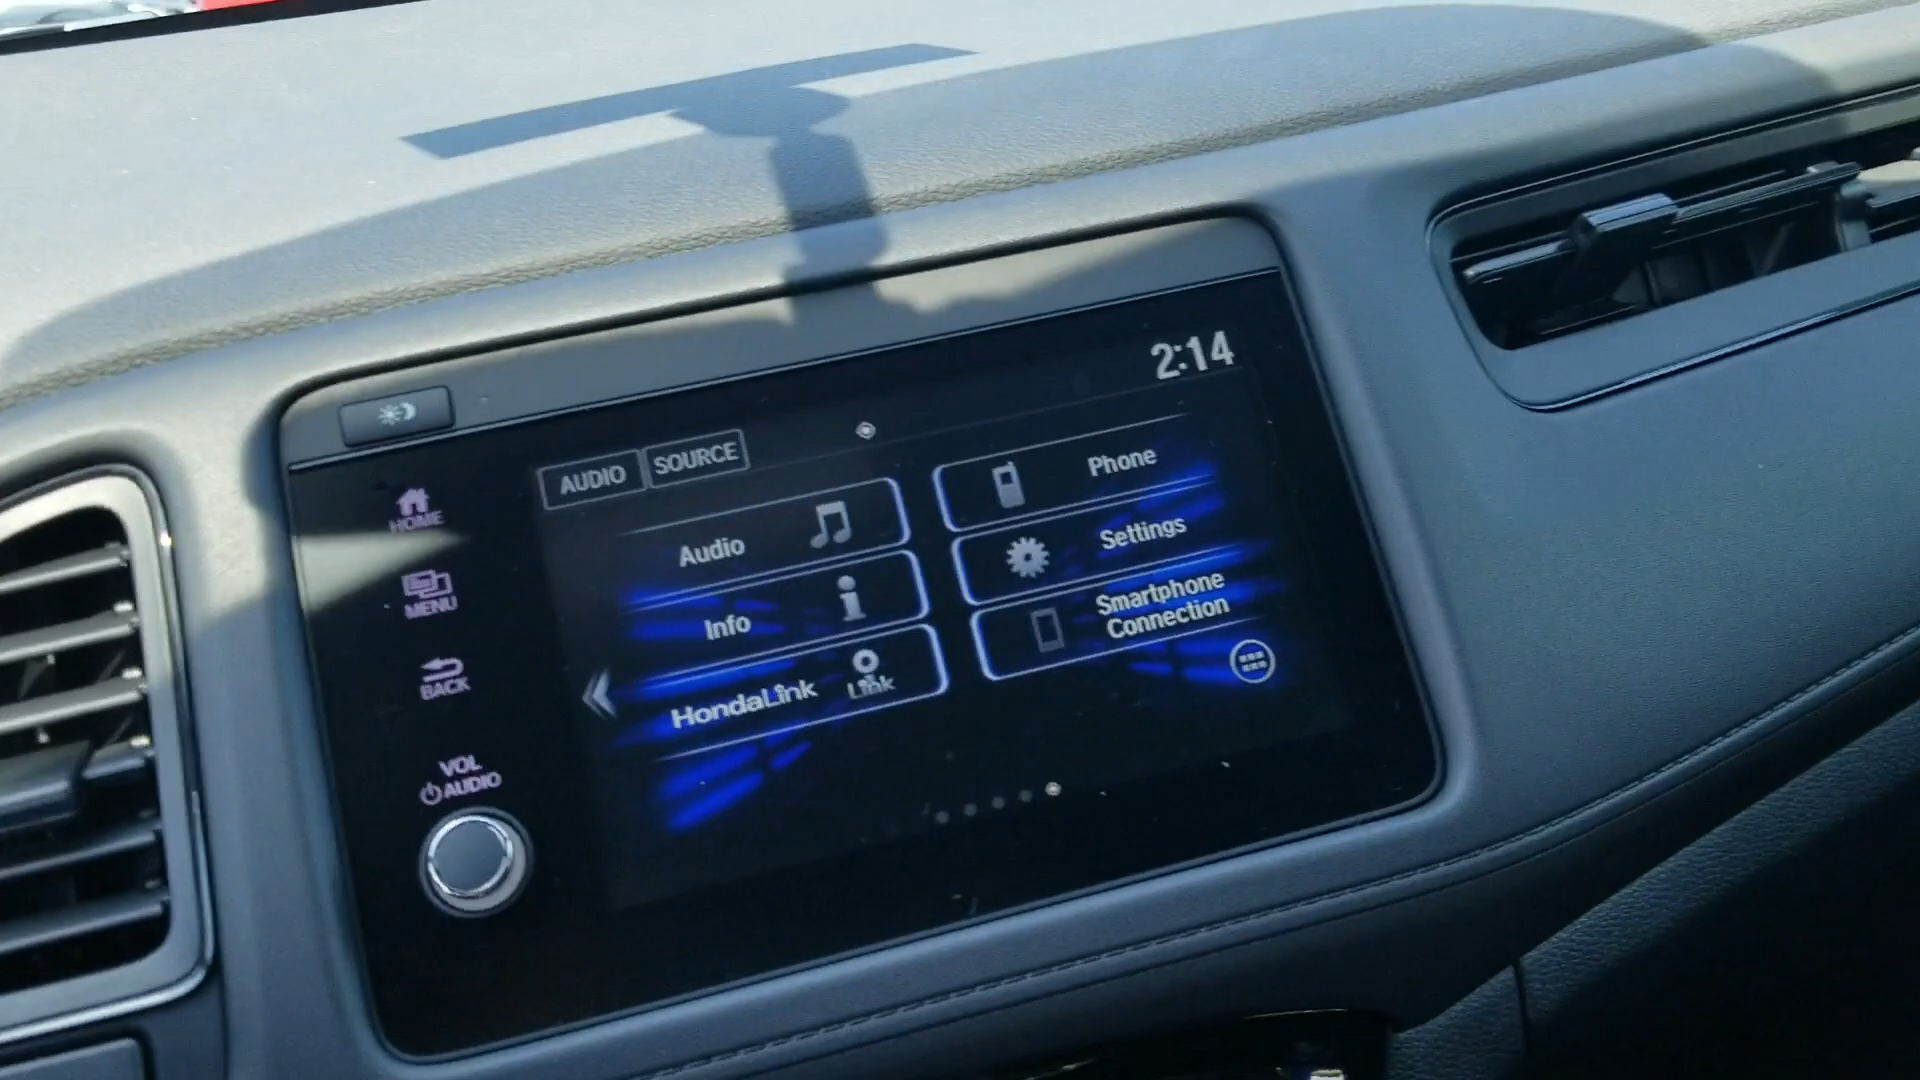 2:14
AUDIO
SOURCE
HOME
MENU
BACK
VOL
AUDIO
Audio
Info
HondaLink
Link
Phone
Settings
Smartphone
Connection